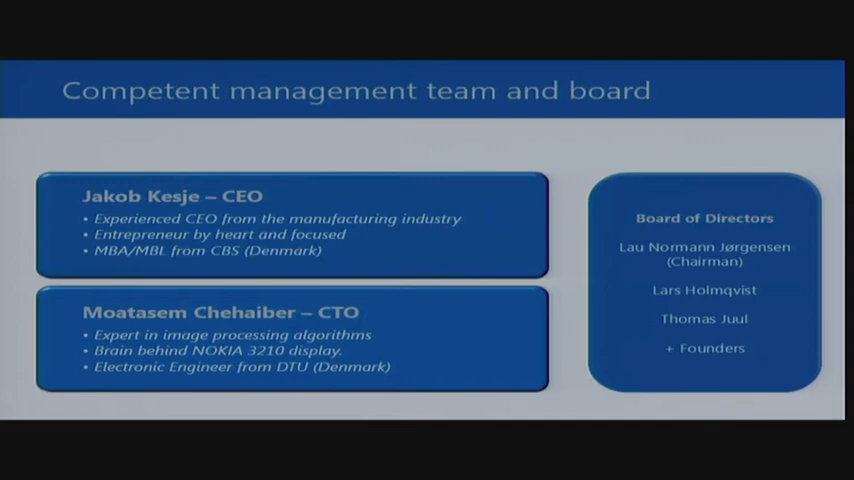 Competent management team and board
Jakob Kesje – CEO
• Experienced CEO from the manufacturing industry
• Entrepreneur by heart and focused
• MBA/MBL from CBS (Denmark)
Moatasem Chehaiber – CTO
• Expert in image processing algorithms
• Brain behind NOKIA 3210 display.
• Electronic Engineer from DTU (Denmark)
Board of Directors
Lau Normann Jørgensen
(Chairman)
Lars Holmqvist
Thomas Juul
+ Founders